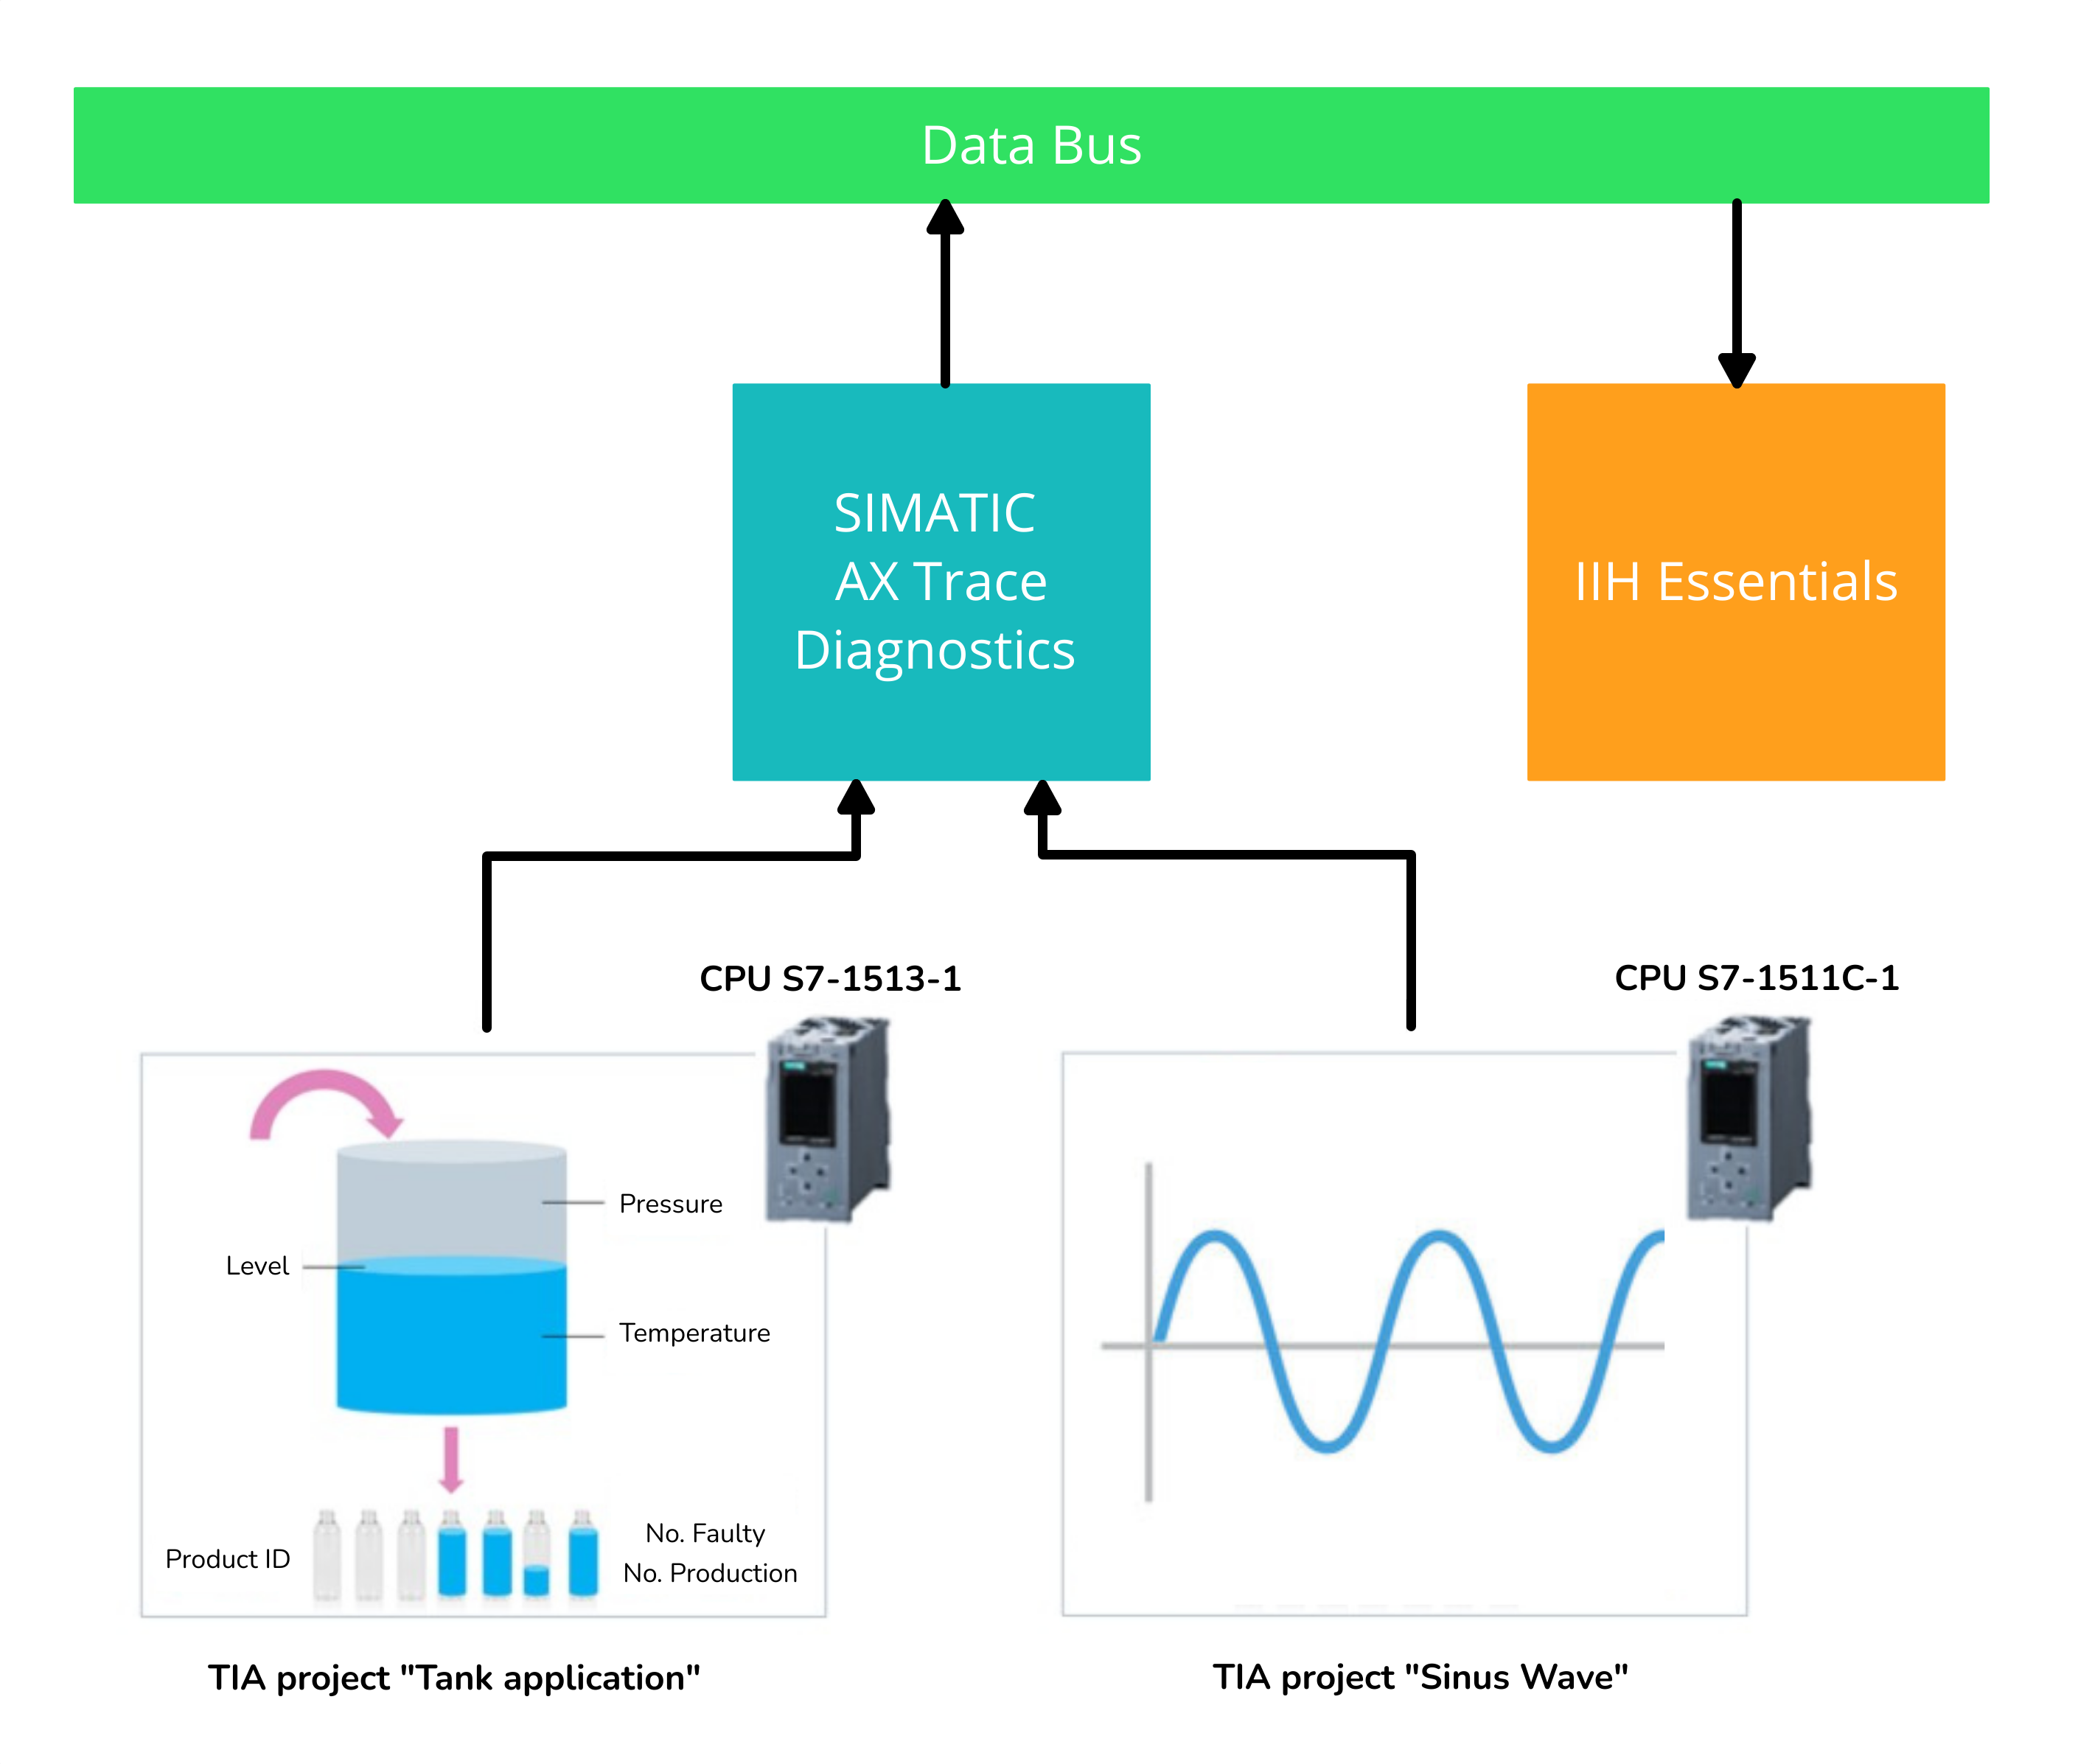 Data Bus
SIMATIC
AX Trace
Diagnostics
IIH Essentials
CPU S7-1513-1
CPU S7-1511C-1
Pressure
Level
Temperature
Product ID
No. Faulty
No. Production
TIA project "Tank application"
TIA project "Sinus Wave"